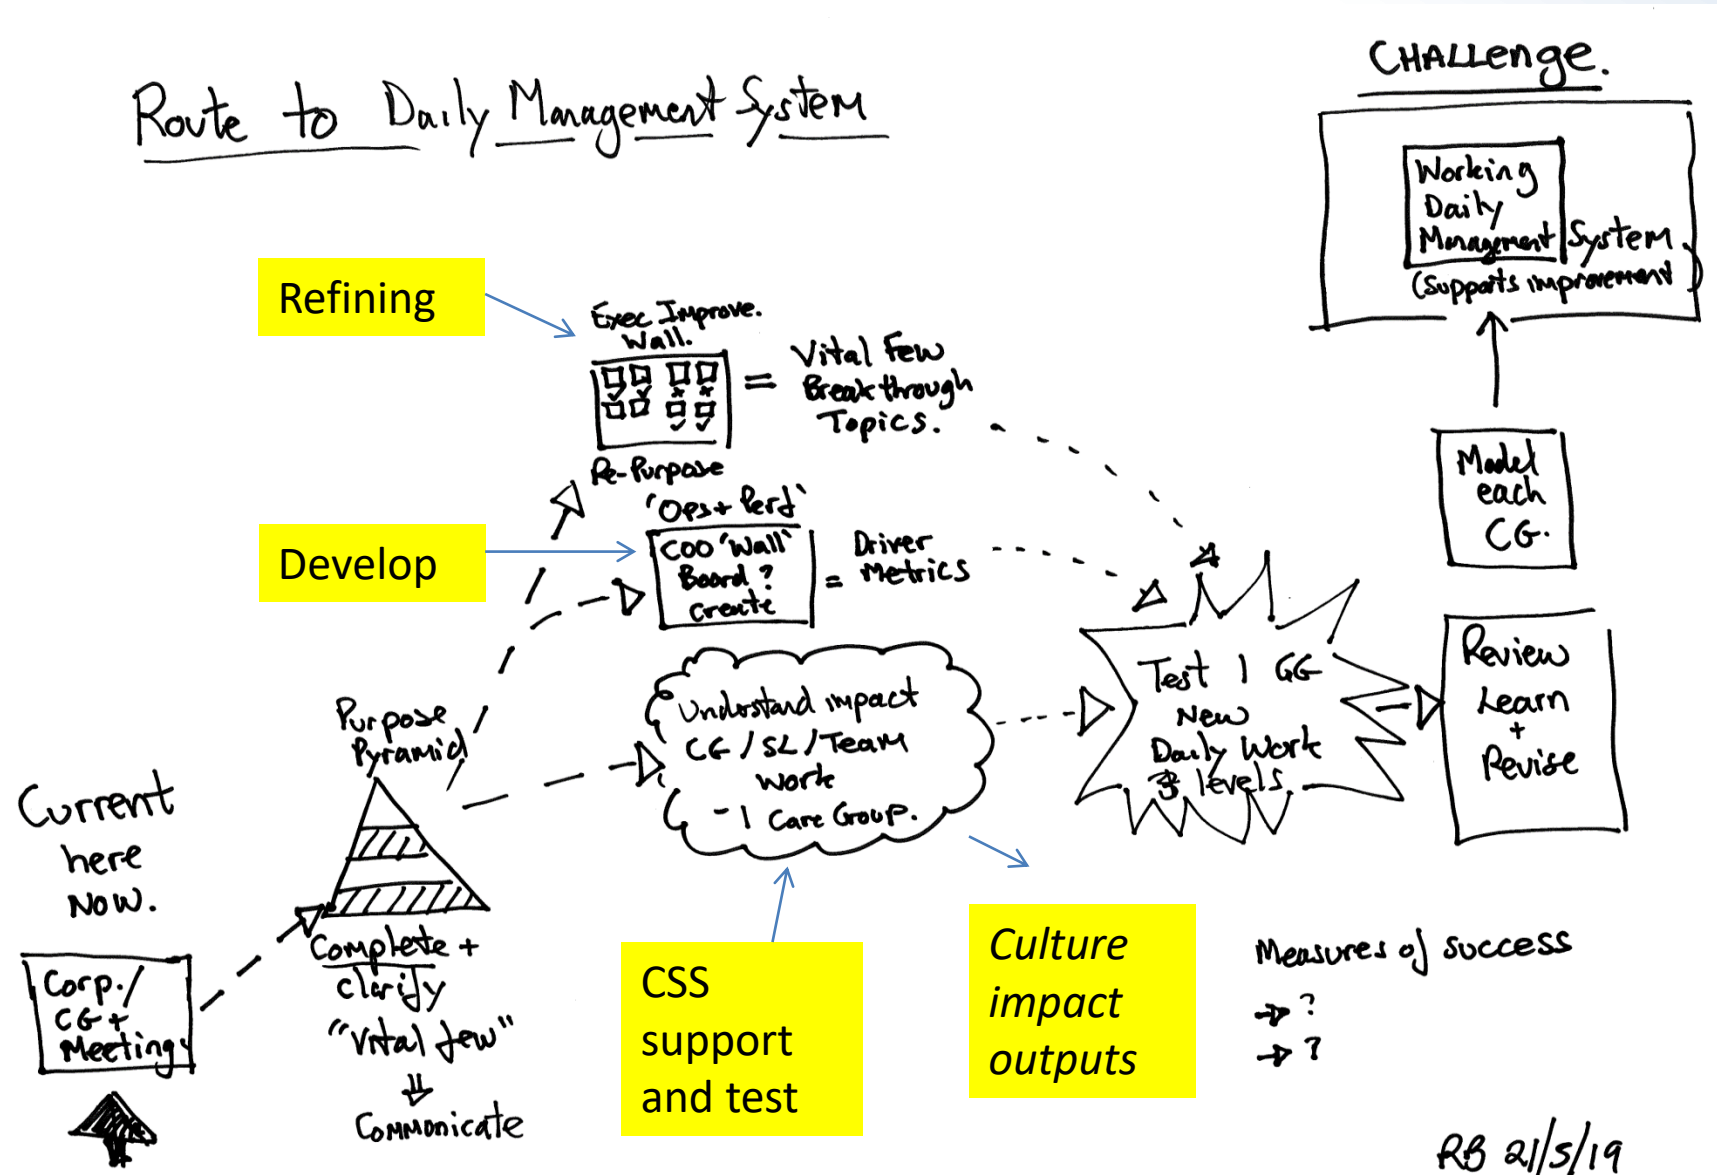 Route to Daily Management System
CHALLenge.
Working
Daily
Management System.
(supports improvement)
Refining
Exec Improve.
Wall.
= Vital Few
Breakthrough
Topics.
Re-Purpose
'Ops + Perf'
Develop
COO 'Wall'
Board?
Create
= Driver
Metrics
Model
each
CG.
Purpose
Pyramid
Understand impact
CG / SL / Team
work
- 1 Care Group.
Test 1 CG
New
Daily Work
3 levels.
Review
Learn
+
Revise
Current
here
NOW.
Corp./
CG +
Meetings
Complete +
clarify
"Vital few"
Communicate
CSS
support
and test
Culture
impact
outputs
Measures of success
?
?
RB 21/5/19